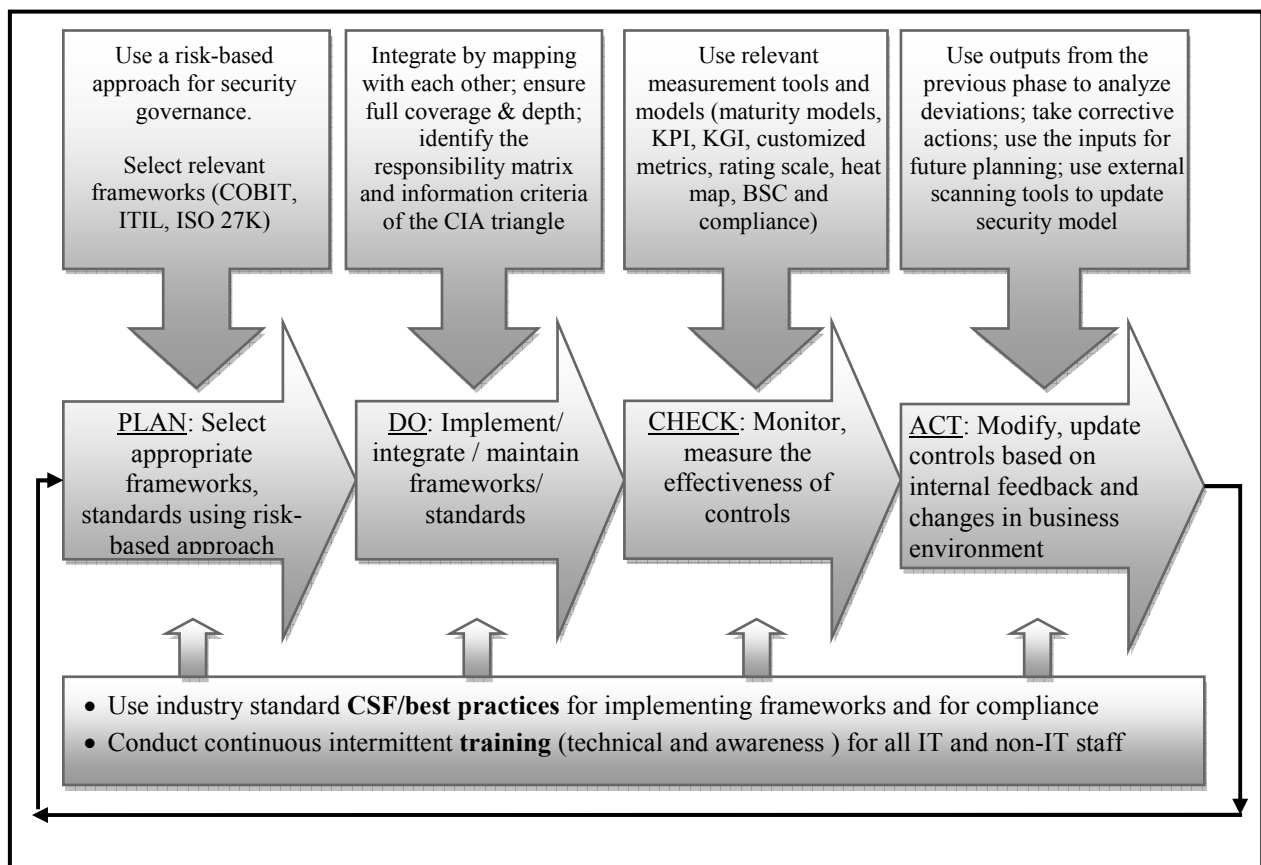 Use a risk-based
approach for security
governance.
Select relevant
frameworks (COBIT,
ITIL, ISO 27K)
Integrate by mapping
with each other; ensure
full coverage & depth;
identify the
responsibility matrix
and information criteria
of the CIA triangle
Use relevant
measurement tools and
models (maturity models,
KPI, KGI, customized
metrics, rating scale, heat
map, BSC and
compliance)
Use outputs from the
previous phase to analyze
deviations; take corrective
actions; use the inputs for
future planning; use external
scanning tools to update
security model
PLAN: Select
appropriate
frameworks,
standards using risk-
based approach
DO: Implement/
integrate / maintain
frameworks/
standards
CHECK: Monitor,
measure the
effectiveness of
controls
ACT: Modify, update
controls based on
internal feedback and
changes in business
environment
• Use industry standard CSF/best practices for implementing frameworks and for compliance
• Conduct continuous intermittent training (technical and awareness ) for all IT and non-IT staff